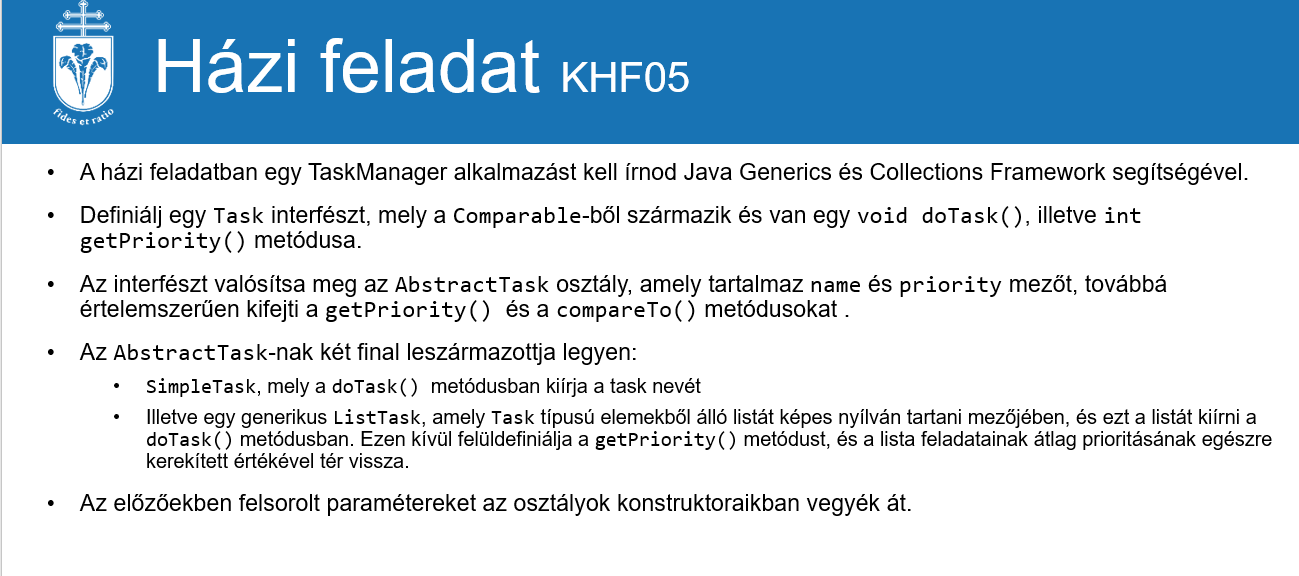 fides et ratio
Házi feladat KHF05
• A házi feladatban egy TaskManager alkalmazást kell írnod Java Generics és Collections Framework segítségével.
• Definiálj egy Task interfészt, mely a Comparable-ből származik és van egy void doTask(), illetve int
getPriority() metódusa.
• Az interfészt valósítsa meg az AbstractTask osztály, amely tartalmaz name és priority mezőt, továbbá
értelemszerűen kifejti a getPriority() és a compareTo() metódusokat .
• Az AbstractTask-nak két final leszármazottja legyen:
• SimpleTask, mely a doTask() metódusban kiírja a task nevét
• Illetve egy generikus ListTask, amely Task típusú elemekből álló listát képes nyílván tartani mezőjében, és ezt a listát kiírni a
doTask() metódusban. Ezen kívül felüldefiniálja a getPriority() metódust, és a lista feladatainak átlag prioritásának egészre
kerekített értékével tér vissza.
• Az előzőekben felsorolt paramétereket az osztályok konstruktoraikban vegyék át.